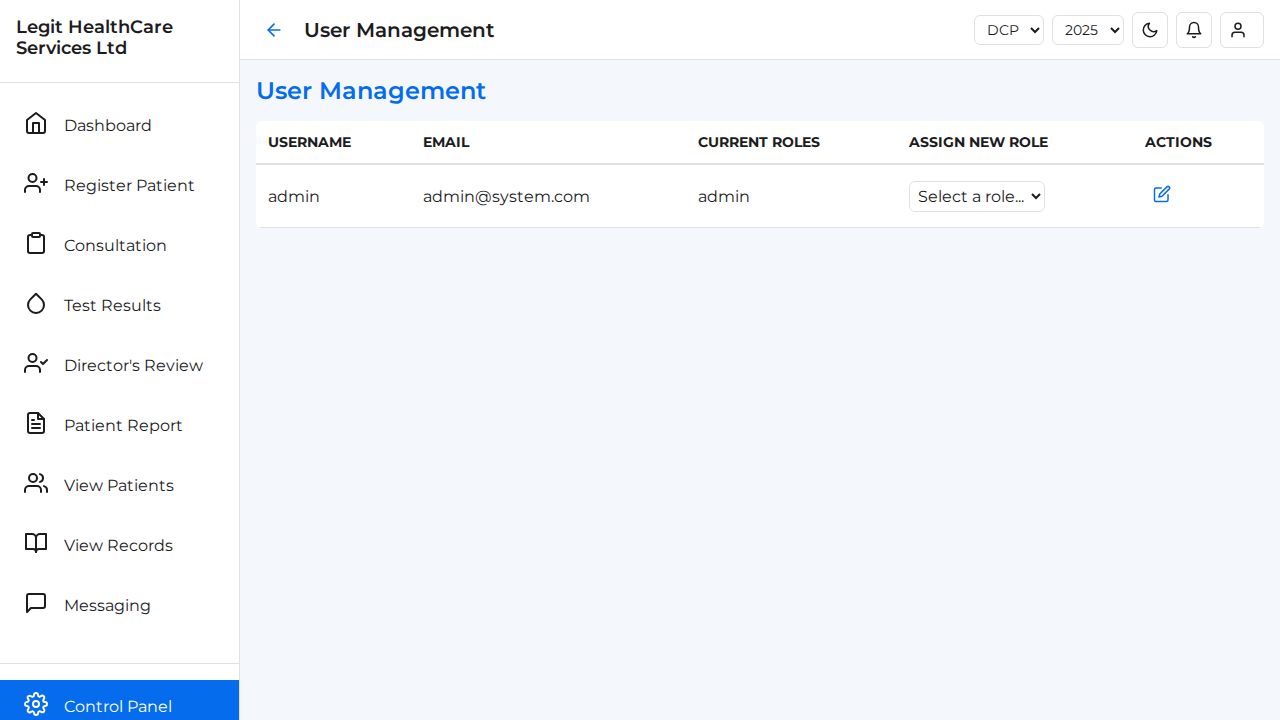 Legit HealthCare
Services Ltd
User Management
DCP
2025
Dashboard
Register Patient
Consultation
Test Results
Director's Review
Patient Report
View Patients
View Records
Messaging
Control Panel
User Management
USERNAME EMAIL CURRENT ROLES ASSIGN NEW ROLE ACTIONS
admin admin@system.com admin Select a role...